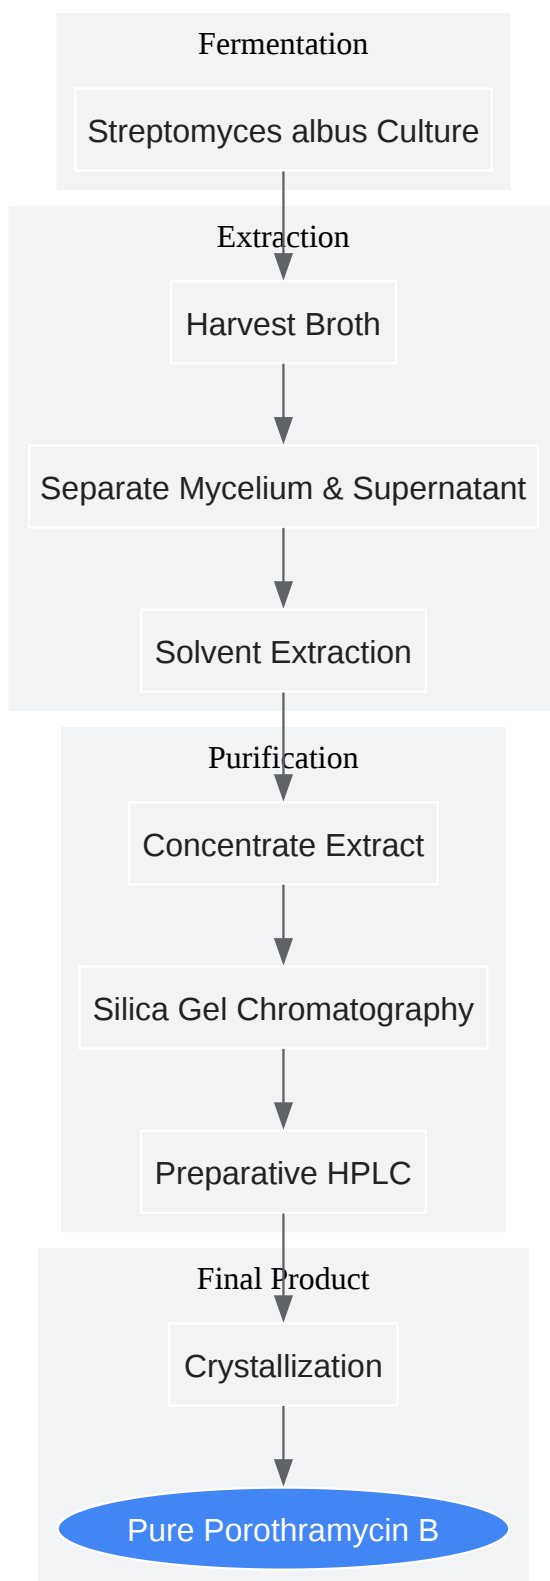 Fermentation
Streptomyces albus Culture
Extraction
Harvest Broth
Separate Mycelium & Supernatant
Solvent Extraction
Purification
Concentrate Extract
Silica Gel Chromatography
Preparative HPLC
Final Product
Crystallization
Pure Porothramycin B